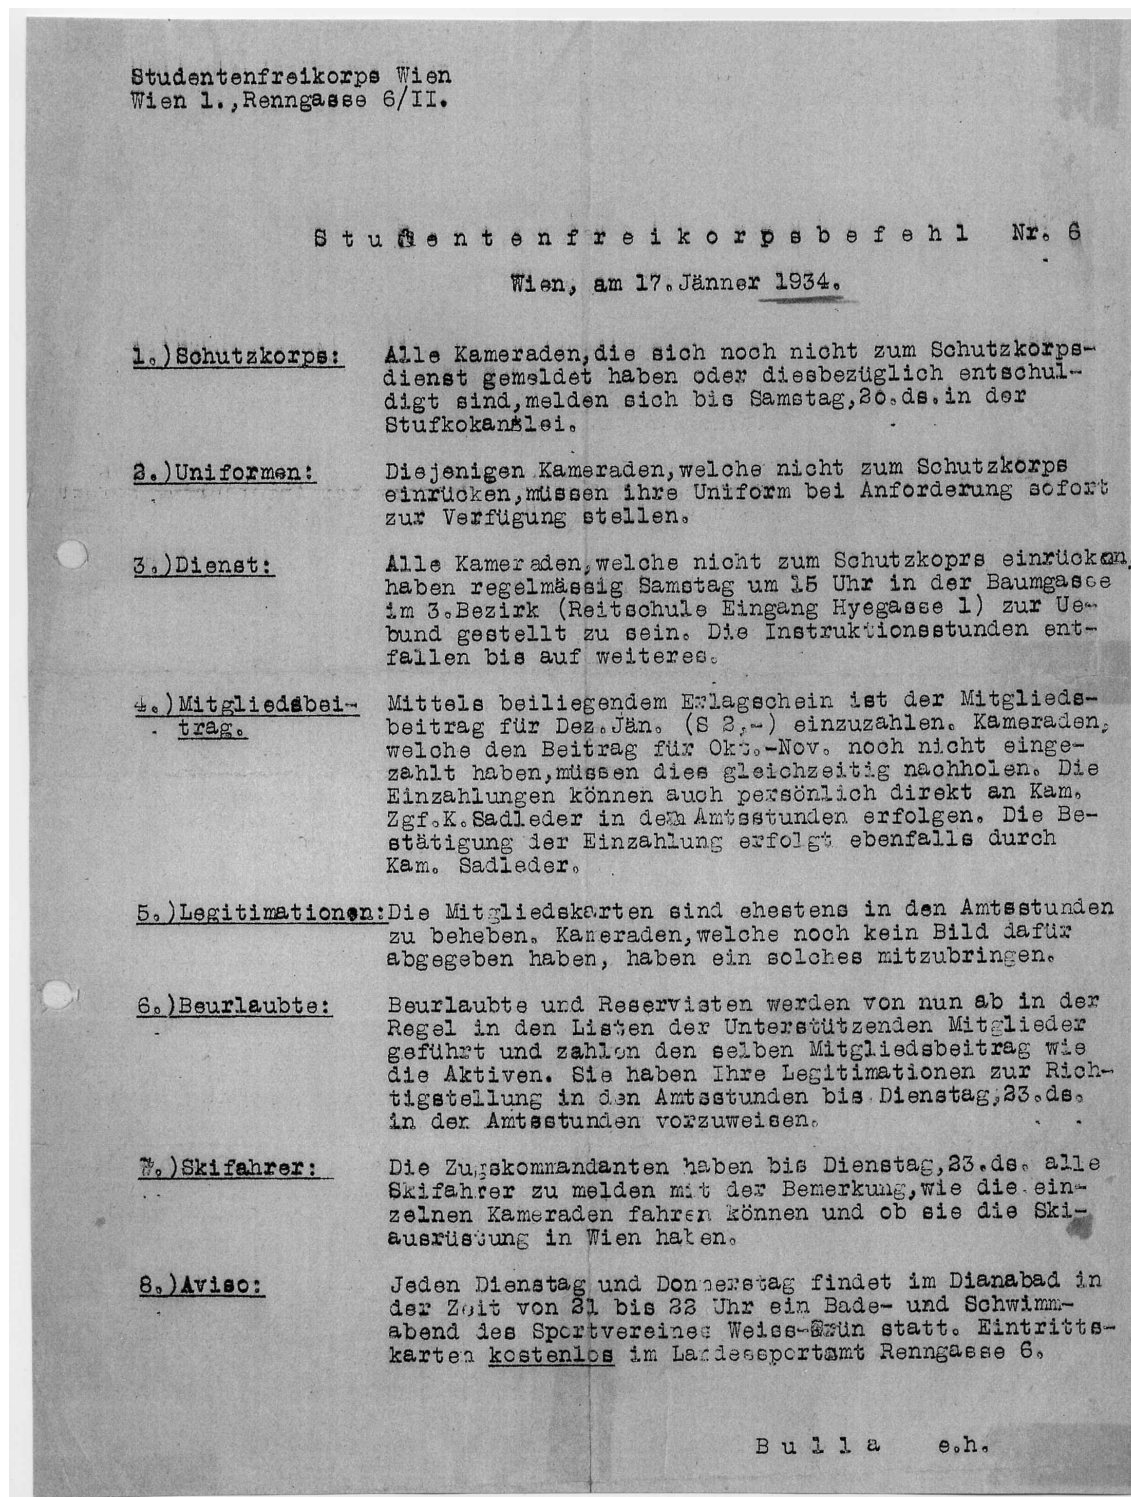 Studentenfreikorps Wien
Wien 1.,Renngasse 6/II.
Studentenfreikorpsbefehl Nr. 6
Wien, am 17.Jänner 1934.
1.)Schutzkorps: Alle Kameraden,die sich noch nicht zum Schutzkorps-
dienst gemeldet haben oder diesbezüglich entschul-
digt sind,melden sich bis Samstag,20.ds.in der
Stufkokanzlei.
2.)Uniformen: Diejenigen Kameraden,welche nicht zum Schutzkorps
einrücken,müssen ihre Uniform bei Anforderung sofort
zur Verfügung stellen.
3.)Dienst: Alle Kameraden,welche nicht zum Schutzkoprs einrücken,
haben regelmässig Samstag um 15 Uhr in der Baumgasse
im 3.Bezirk (Reitschule Eingang Hyegasse 1) zur Ue-
bund gestellt zu sein. Die Instruktionsstunden ent-
fallen bis auf weiteres.
4.)Mitgliedsbei- Mittels beiliegendem Erlagschein ist der Mitglieds-
trag. beitrag für Dez.Jän. (S 2,-) einzuzahlen. Kameraden,
welche den Beitrag für Okt.-Nov. noch nicht einge-
zahlt haben,müssen dies gleichzeitig nachholen. Die
Einzahlungen können auch persönlich direkt an Kam.
Zgf.K.Sadleder in den Amtsstunden erfolgen. Die Be-
stätigung der Einzahlung erfolgt ebenfalls durch
Kam. Sadleder.
5.)Legitimationen:Die Mitgliedskarten sind ehestens in den Amtsstunden
zu beheben. Kameraden,welche noch kein Bild dafür
abgegeben haben, haben ein solches mitzubringen.
6.)Beurlaubte: Beurlaubte und Reservisten werden von nun ab in der
Regel in den Listen der Unterstützenden Mitglieder
geführt und zahlen den selben Mitgliedsbeitrag wie
die Aktiven. Sie haben Ihre Legitimationen zur Rich-
tigstellung in den Amtsstunden bis Dienstag,23.ds.
in den Amtsstunden vorzuweisen.
7.)Skifahrer: Die Zugskommandanten haben bis Dienstag,23.ds. alle
Skifahrer zu melden mit der Bemerkung,wie die ein-
zelnen Kameraden fahren können und ob sie die Ski-
ausrüstung in Wien haben.
8.)Aviso: Jeden Dienstag und Donnerstag findet im Dianabad in
der Zeit von 21 bis 22 Uhr ein Bade- und Schwimm-
abend des Sportvereines Weiss-Grün statt. Eintritts-
karten kostenlos im Landessportamt Renngasse 6.
Bulla e.h.